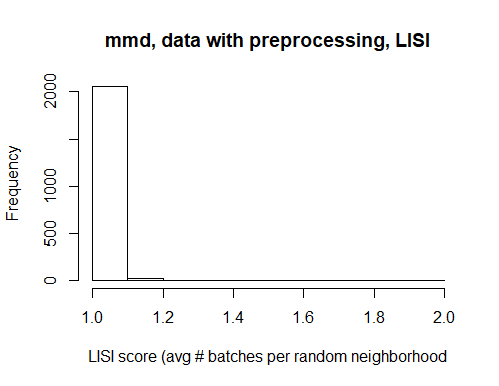 mmd, data with preprocessing, LISI
Frequency
2000
1000
500
0
1.0 1.2 1.4 1.6 1.8 2.0
LISI score (avg # batches per random neighborhood